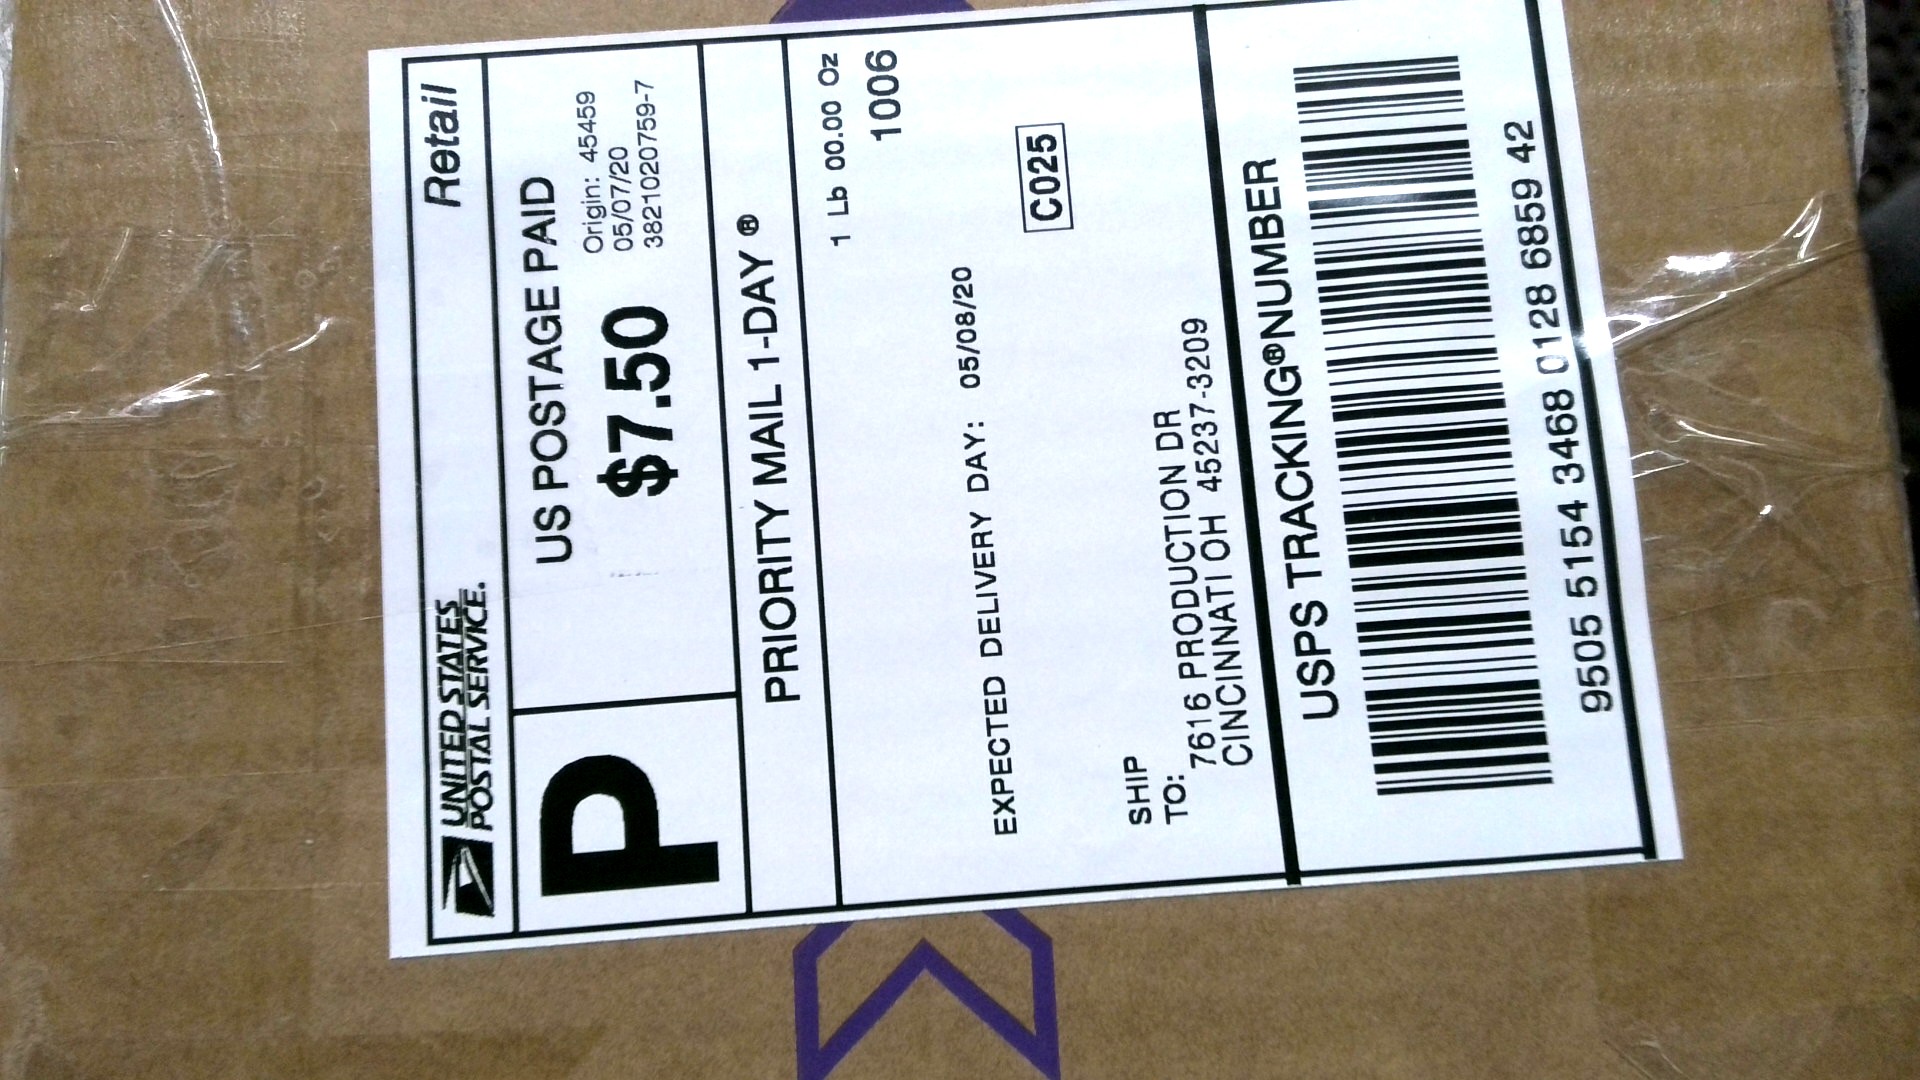 UNITED STATES
POSTAL SERVICE.
Retail
P
US POSTAGE PAID
$7.50
Origin: 45459
05/07/20
3821020759-7
PRIORITY MAIL 1-DAY ®
1 Lb 00.00 Oz
1006
EXPECTED DELIVERY DAY: 05/08/20
C025
SHIP
TO:
7616 PRODUCTION DR
CINCINNATI OH 45237-3209
USPS TRACKING® NUMBER
9505 5154 3468 0128 6859 42